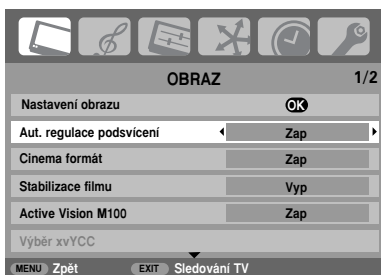 OBRAZ 1/2
Nastavení obrazu OK
Aut. regulace podsvícení Zap
Cinema formát Zap
Stabilizace filmu Vyp
Active Vision M100 Zap
Výběr xvYCC
MENU Zpět EXIT Sledování TV